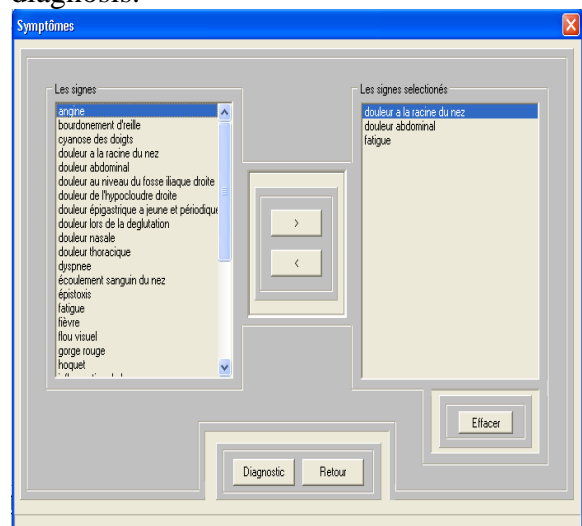 diagnosis.
Symptômes
Les signes
angine
bourdonement d'reille
cyanose des doigts
douleur a la racine du nez
douleur abdominal
douleur au niveau du fosse iliaque droite
douleur de l'hypocloudre droite
douleur épigastrique a jeune et périodique
douleur lors de la deglutation
douleur nasale
douleur thoracique
dyspnee
écoulement sanguin du nez
épistoxis
fatigue
fièvre
flou visuel
gorge rouge
hoquet
>
<
Les signes selectionés
douleur a la racine du nez
douleur abdominal
fatigue
Effacer
Diagnostic
Retour